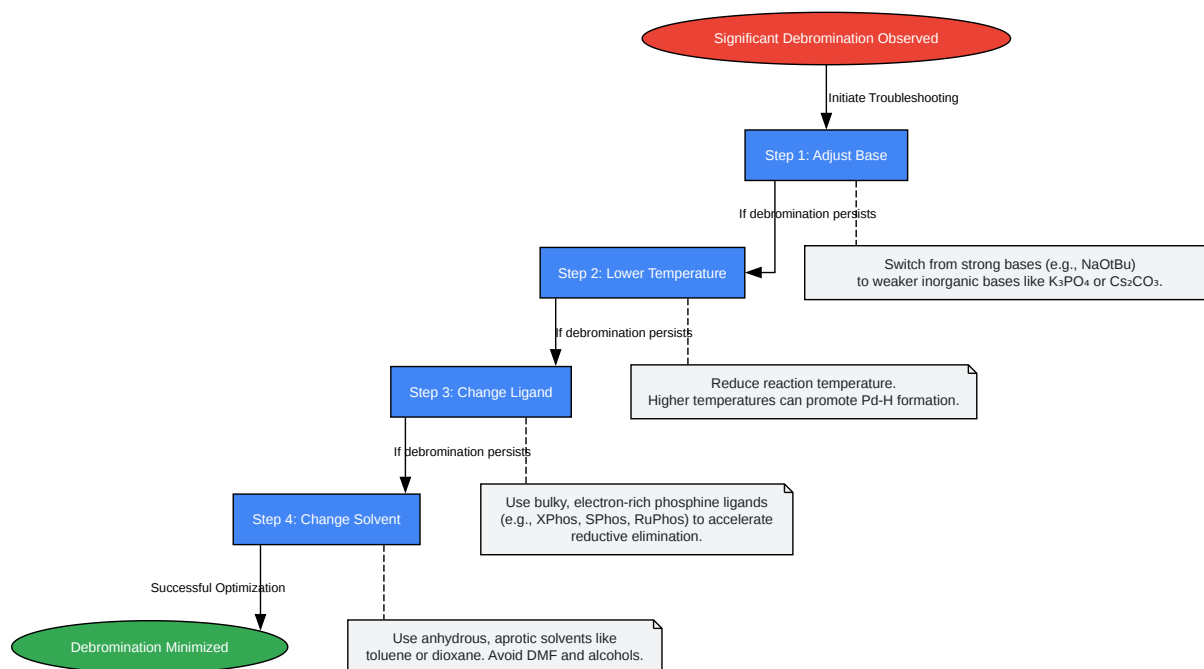 Significant Debromination Observed
Initiate Troubleshooting
Step 1: Adjust Base
If debromination persists
Switch from strong bases (e.g., NaOtBu)
to weaker inorganic bases like K₃PO₄ or Cs₂CO₃.
Step 2: Lower Temperature
If debromination persists
Reduce reaction temperature.
Higher temperatures can promote Pd-H formation.
Step 3: Change Ligand
If debromination persists
Use bulky, electron-rich phosphine ligands
(e.g., XPhos, SPhos, RuPhos) to accelerate
reductive elimination.
Step 4: Change Solvent
Successful Optimization
Use anhydrous, aprotic solvents like
toluene or dioxane. Avoid DMF and alcohols.
Debromination Minimized